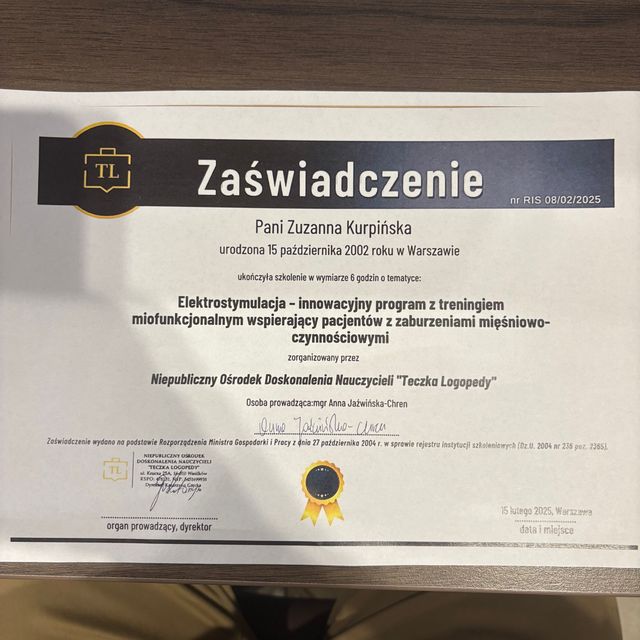 TL
Zaświadczenie
nr RIS 08/02/2025
Pani Zuzanna Kurpińska
urodzona 15 października 2002 roku w Warszawie
ukończyła szkolenie w wymiarze 6 godzin o tematyce:
Elektrostymulacja – innowacyjny program z treningiem
miofunkcjonalnym wspierający pacjentów z zaburzeniami mięśniowo-
czynnościowymi
zorganizowany przez
Niepubliczny Ośrodek Doskonalenia Nauczycieli "Teczka Logopedy"
Osoba prowadząca:mgr Anna Jaźwińska-Chren
Anna Jaźwińska-Chren
Zaświadczenie wydano na podstawie Rozporządzenia Ministra Gospodarki i Pracy z dnia 27 października 2004 r. w sprawie rejestru instytucji szkoleniowych (Dz.U. 2004 nr 236 poz. 2365).
TL
NIEPUBLICZNY OŚRODEK
DOSKONALENIA NAUCZYCIELI
"TECZKA LOGOPEDY"
organ prowadzący, dyrektor
15 lutego 2025, Warszawa
data i miejsce